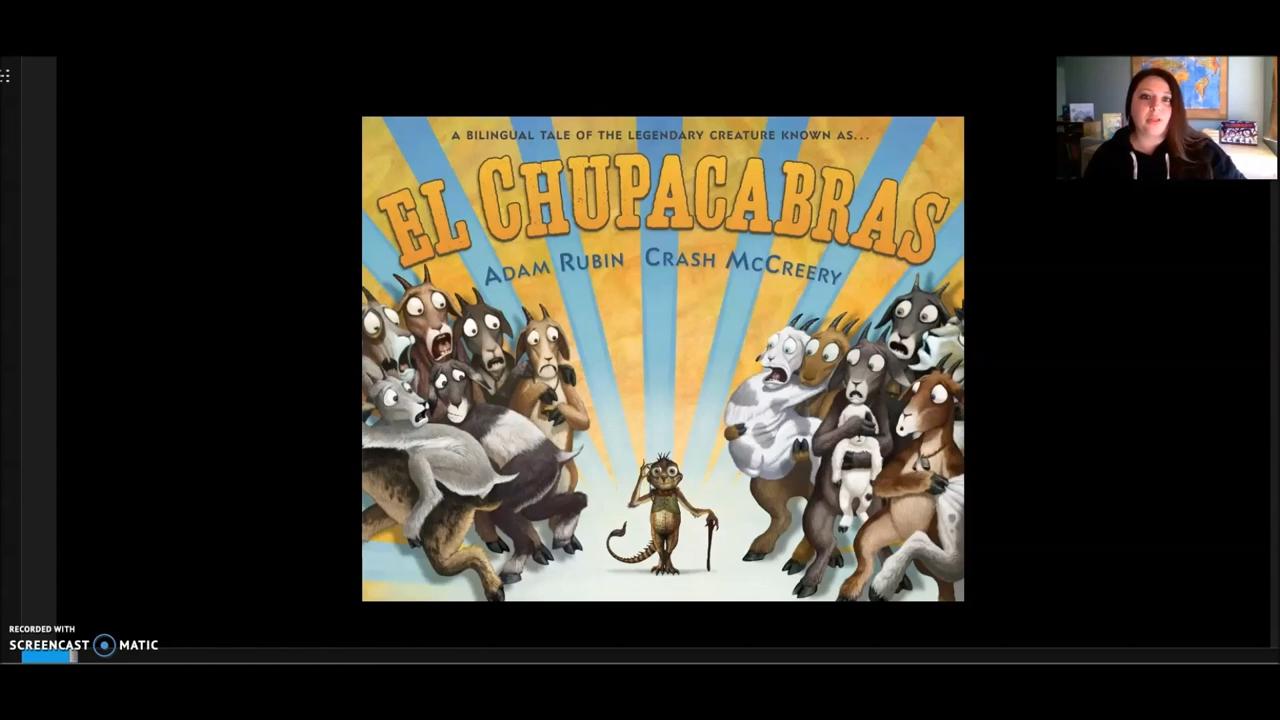 A BILINGUAL TALE OF THE LEGENDARY CREATURE KNOWN AS...
EL CHUPACABRAS
ADAM RUBIN CRASH MCCREERY
RECORDED WITH
SCREENCAST MATIC